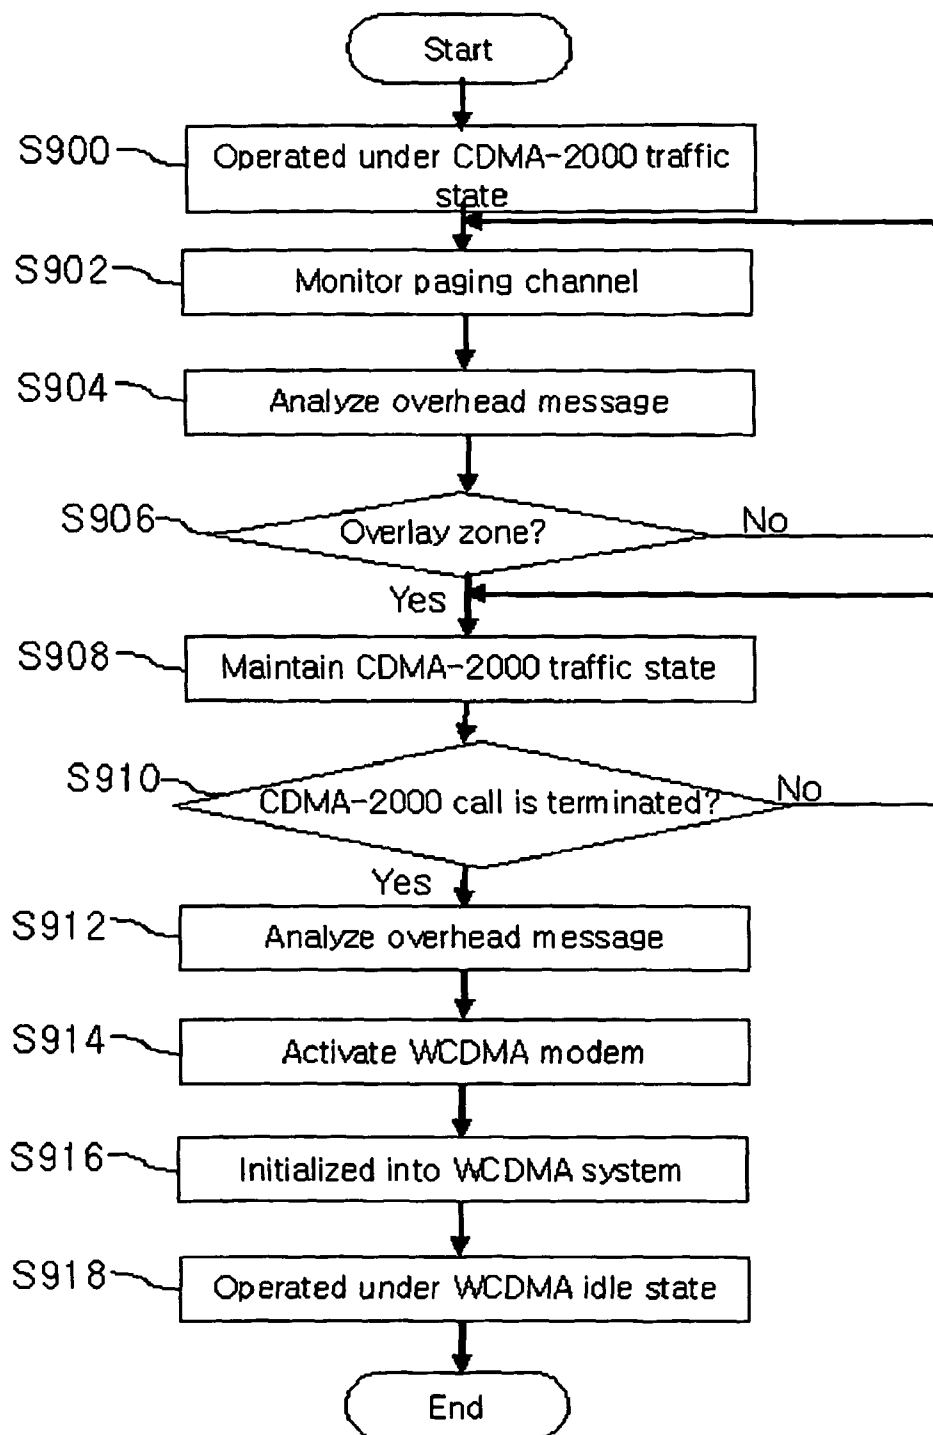 Start
S900
Operated under CDMA-2000 traffic
state
S902
Monitor paging channel
S904
Analyze overhead message
S906
Overlay zone?
No
Yes
S908
Maintain CDMA-2000 traffic state
S910
CDMA-2000 call is terminated?
No
Yes
S912
Analyze overhead message
S914
Activate WCDMA modem
S916
Initialized into WCDMA system
S918
Operated under WCDMA idle state
End